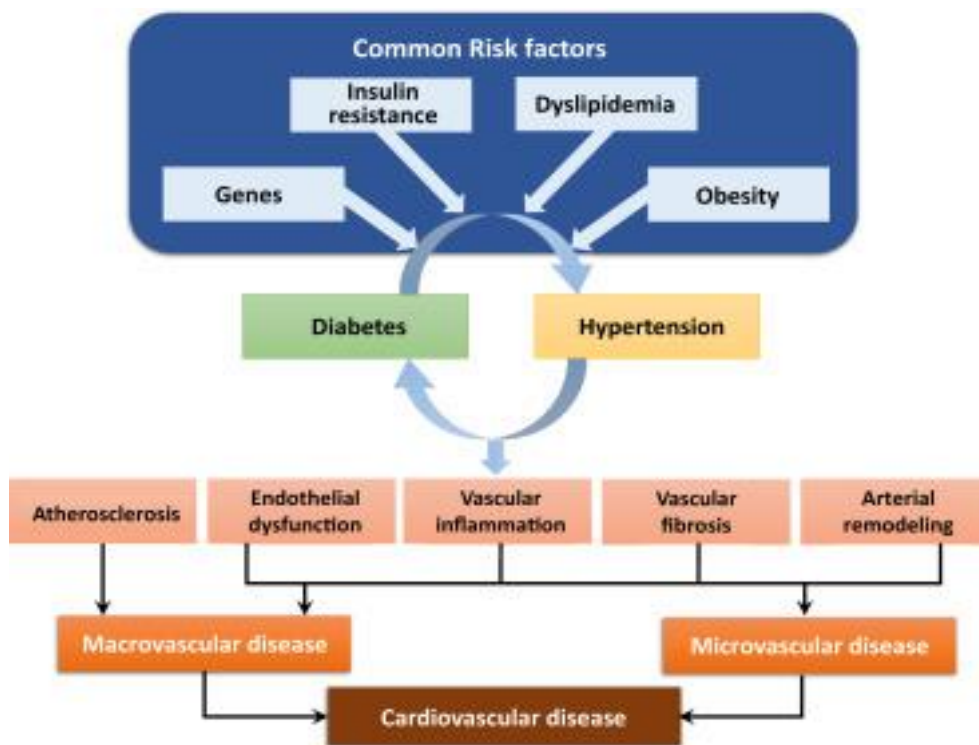 Common Risk factors
Insulin
resistance
Dyslipidemia
Genes
Obesity
Diabetes
Hypertension
Atherosclerosis
Endothelial
dysfunction
Vascular
inflammation
Vascular
fibrosis
Arterial
remodeling
Macrovascular disease
Microvascular disease
Cardiovascular disease